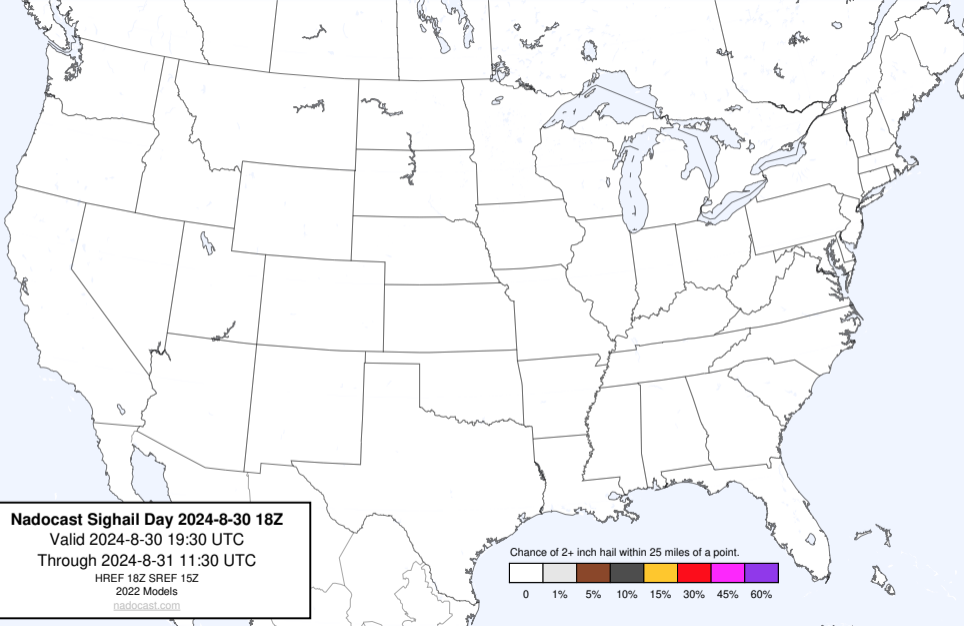 Nadocast Sighail Day 2024-8-30 18Z
Valid 2024-8-30 19:30 UTC
Through 2024-8-31 11:30 UTC
HREF 18Z SREF 15Z
2022 Models
nadocast.com
Chance of 2+ inch hail within 25 miles of a point.
0 1% 5% 10% 15% 30% 45% 60%